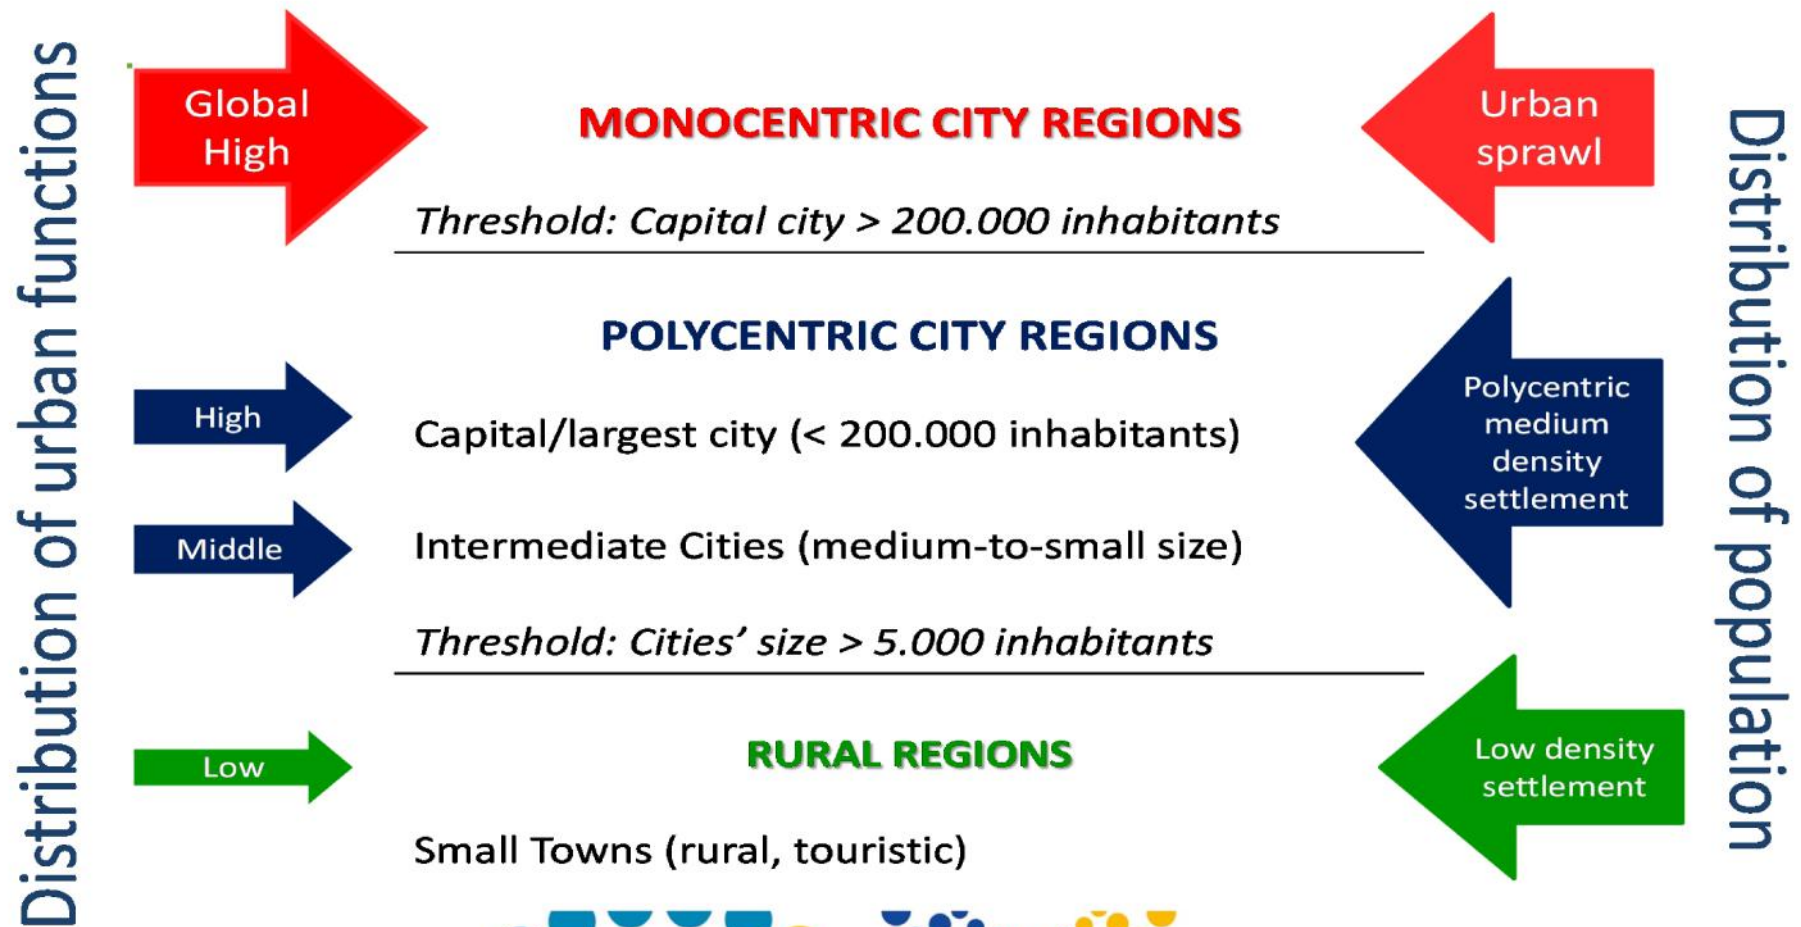 Distribution of urban functions
Global
High
MONOCENTRIC CITY REGIONS
Urban
sprawl
Threshold: Capital city > 200.000 inhabitants
POLYCENTRIC CITY REGIONS
High
Capital/largest city (< 200.000 inhabitants)
Polycentric
medium
density
settlement
Middle
Intermediate Cities (medium-to-small size)
Threshold: Cities’ size > 5.000 inhabitants
Low
RURAL REGIONS
Low density
settlement
Small Towns (rural, touristic)
Distribution of population